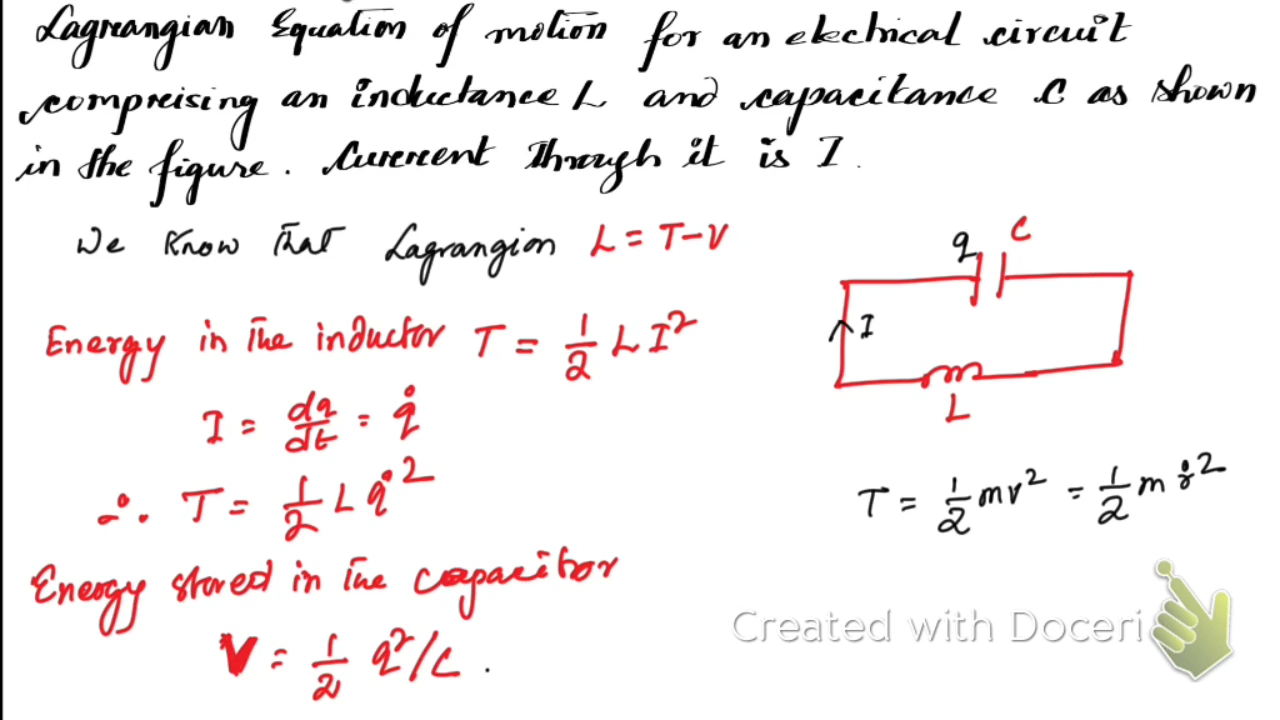 Lagrangian Equation of motion for an electrical circuit
comprising an inductance L and capacitance C as shown
in the figure. Current Through it is I.
We Know That Lagrangion L = T - V
q C
I
Energy in the inductor T = 1/2 L I²
L
I = dq/dt = q̇
∴ T = 1/2 L q̇²
T = 1/2 mv² = 1/2 m ṙ²
Energy stored in the capacitor
Created with Doceri
V = 1/2 q²/C .